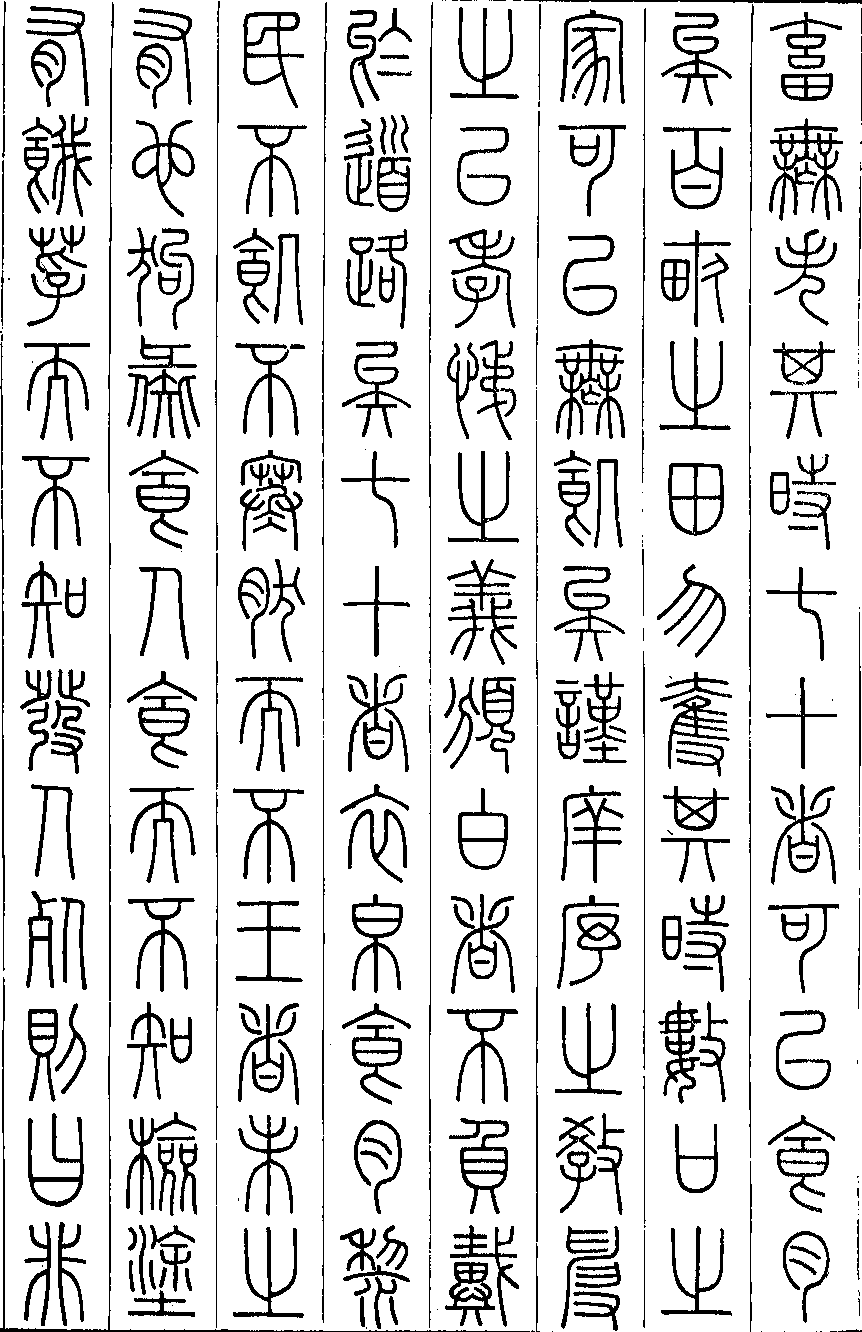 畜無失其時七十者可以食肉
矣百畝之田勿奪其時數口之
家可以無飢矣謹庠序之教申
之以孝悌之義頒白者不負戴
於道路矣七十者衣帛食肉黎
民不飢不寒然而不王者未之
有也狗彘食人食而不知檢塗
有餓莩而不知發人死則曰非